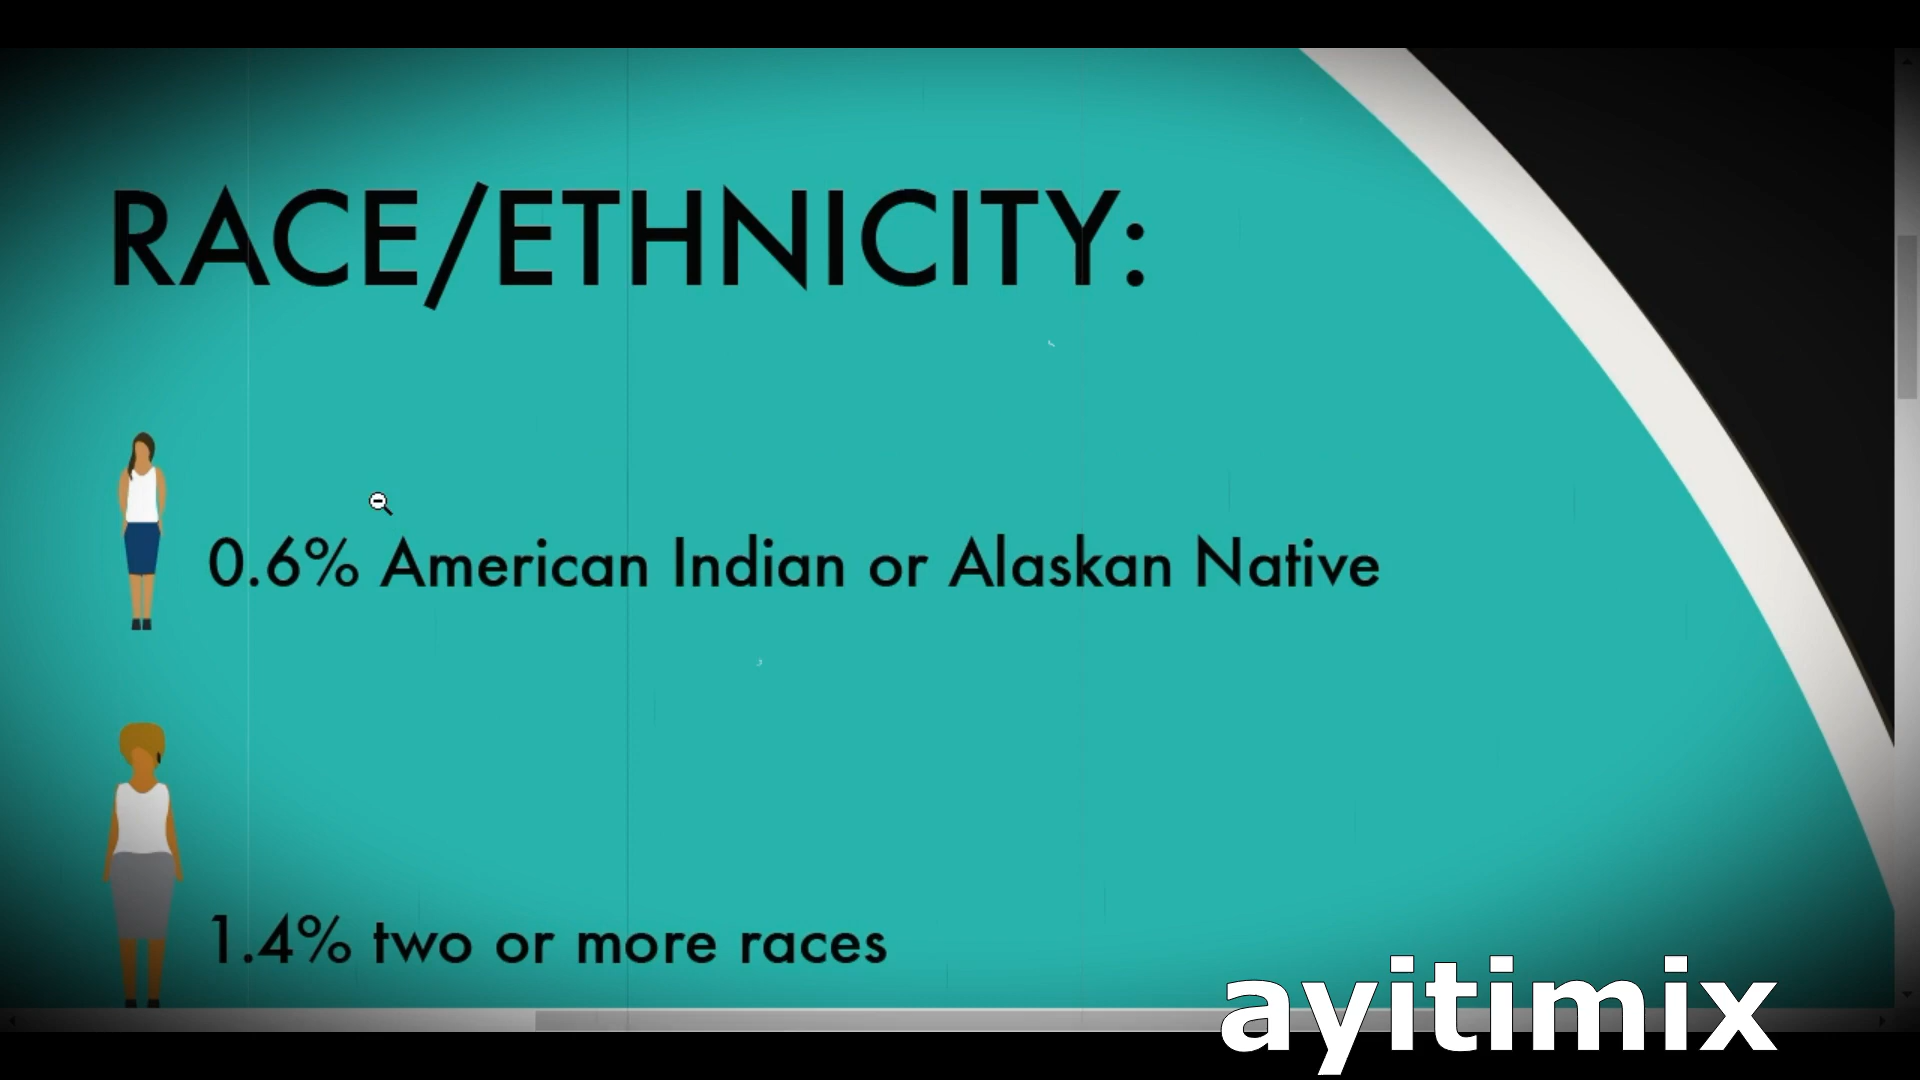 RACE/ETHNICITY:
0.6% American Indian or Alaskan Native
1.4% two or more races
ayitimix